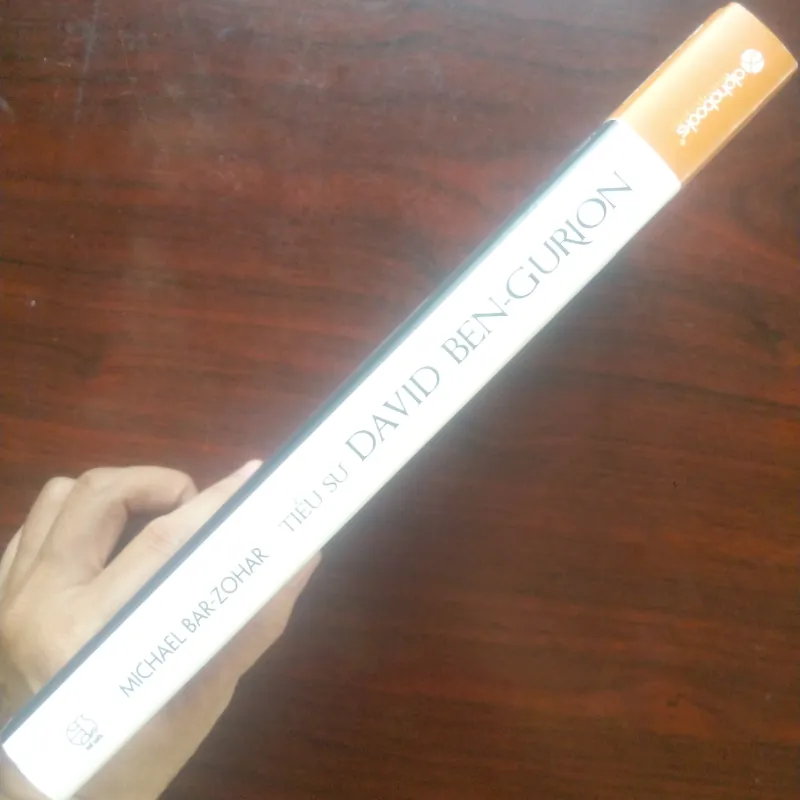 MICHAEL BAR-ZOHAR
TIỂU SỬ DAVID BEN-GURION
alphabooks®